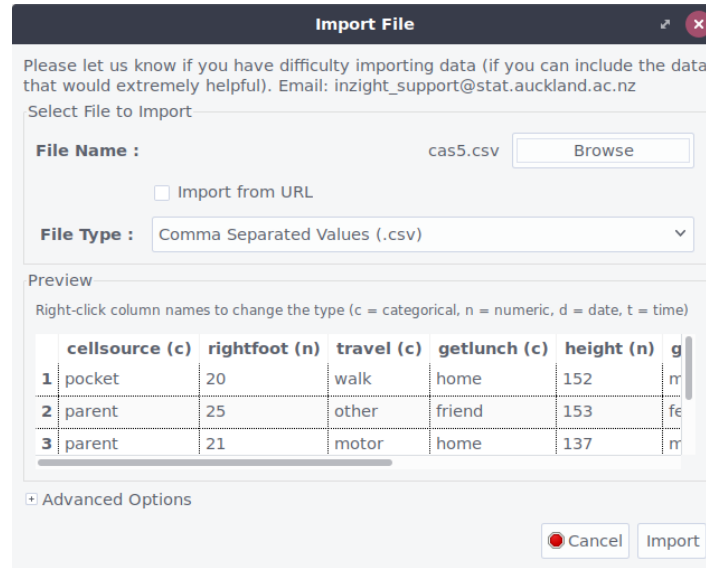 Import File
Please let us know if you have difficulty importing data (if you can include the data
that would extremely helpful). Email: inzight_support@stat.auckland.ac.nz
Select File to Import
File Name : cas5.csv Browse
Import from URL
File Type : Comma Separated Values (.csv)
Preview
Right-click column names to change the type (c = categorical, n = numeric, d = date, t = time)
cellsource (c) rightfoot (n) travel (c) getlunch (c) height (n) g
1 pocket 20 walk home 152 m
2 parent 25 other friend 153 fe
3 parent 21 motor home 137 m
Advanced Options
Cancel Import